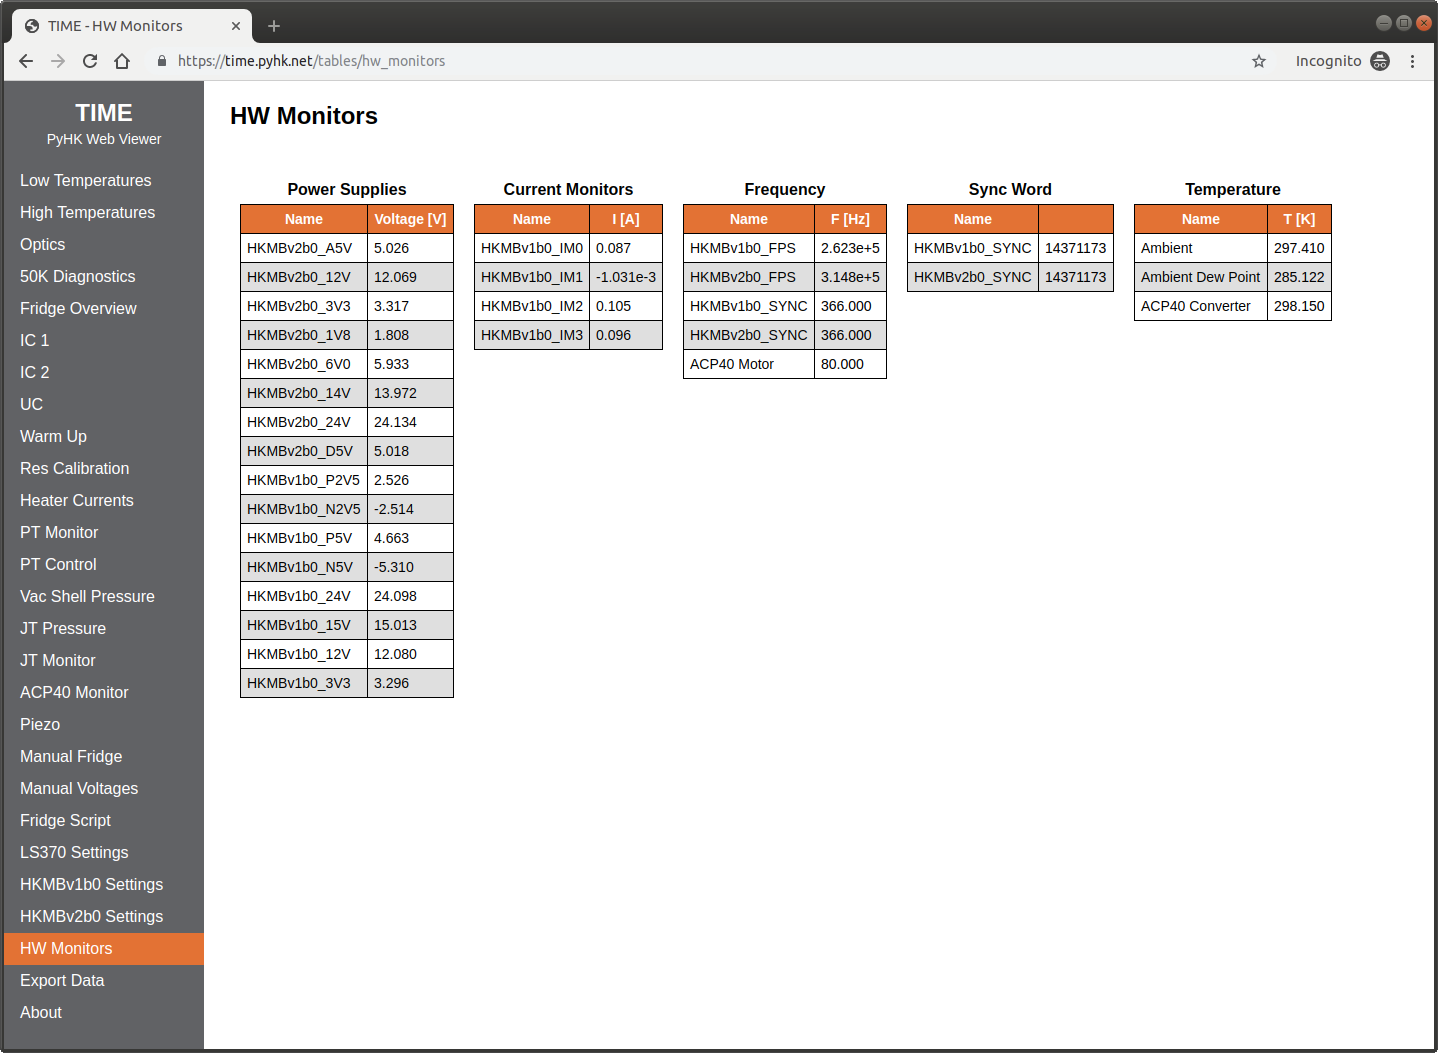 TIME - HW Monitors
https://time.pyhk.net/tables/hw_monitors
Incognito
TIME
PyHK Web Viewer
Low Temperatures
High Temperatures
Optics
50K Diagnostics
Fridge Overview
IC 1
IC 2
UC
Warm Up
Res Calibration
Heater Currents
PT Monitor
PT Control
Vac Shell Pressure
JT Pressure
JT Monitor
ACP40 Monitor
Piezo
Manual Fridge
Manual Voltages
Fridge Script
LS370 Settings
HKMBv1b0 Settings
HKMBv2b0 Settings
HW Monitors
Export Data
About
HW Monitors
Power Supplies
Name Voltage [V]
HKMBv2b0_A5V 5.026
HKMBv2b0_12V 12.069
HKMBv2b0_3V3 3.317
HKMBv2b0_1V8 1.808
HKMBv2b0_6V0 5.933
HKMBv2b0_14V 13.972
HKMBv2b0_24V 24.134
HKMBv2b0_D5V 5.018
HKMBv1b0_P2V5 2.526
HKMBv1b0_N2V5 -2.514
HKMBv1b0_P5V 4.663
HKMBv1b0_N5V -5.310
HKMBv1b0_24V 24.098
HKMBv1b0_15V 15.013
HKMBv1b0_12V 12.080
HKMBv1b0_3V3 3.296
Current Monitors
Name I [A]
HKMBv1b0_IM0 0.087
HKMBv1b0_IM1 -1.031e-3
HKMBv1b0_IM2 0.105
HKMBv1b0_IM3 0.096
Frequency
Name F [Hz]
HKMBv1b0_FPS 2.623e+5
HKMBv2b0_FPS 3.148e+5
HKMBv1b0_SYNC 366.000
HKMBv2b0_SYNC 366.000
ACP40 Motor 80.000
Sync Word
Name
HKMBv1b0_SYNC 14371173
HKMBv2b0_SYNC 14371173
Temperature
Name T [K]
Ambient 297.410
Ambient Dew Point 285.122
ACP40 Converter 298.150